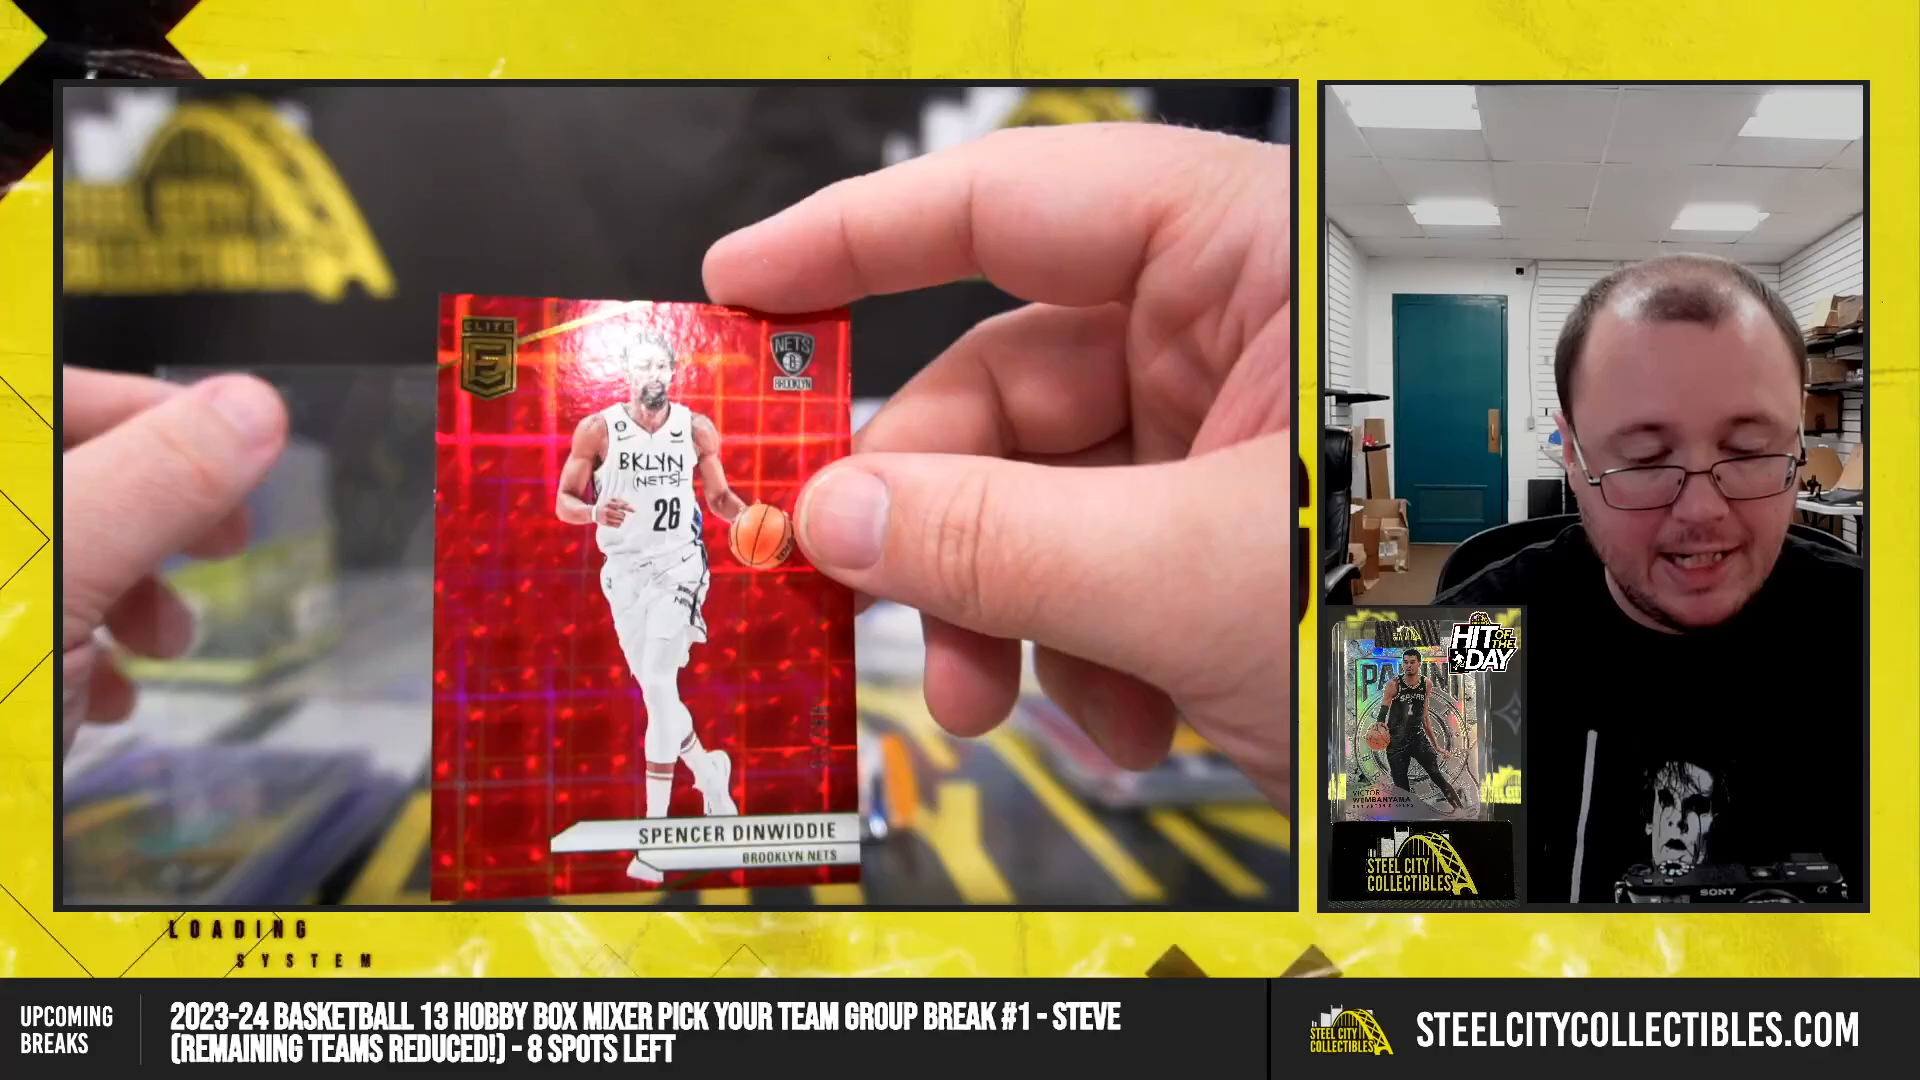 ELITE
E
NETS
B
BROOKLYN
BKLYN
(NETS)
26
SPENCER DINWIDDIE
BROOKLYN NETS
HIT OF THE DAY
VICTOR
WEMBANYAMA
STEEL CITY
COLLECTIBLES
SONY
α
LOADING
SYSTEM
UPCOMING
BREAKS
2023-24 BASKETBALL 13 HOBBY BOX MIXER PICK YOUR TEAM GROUP BREAK #1 - STEVE
(REMAINING TEAMS REDUCED!) - 8 SPOTS LEFT
STEEL CITY
COLLECTIBLES
STEELCITYCOLLECTIBLES.COM